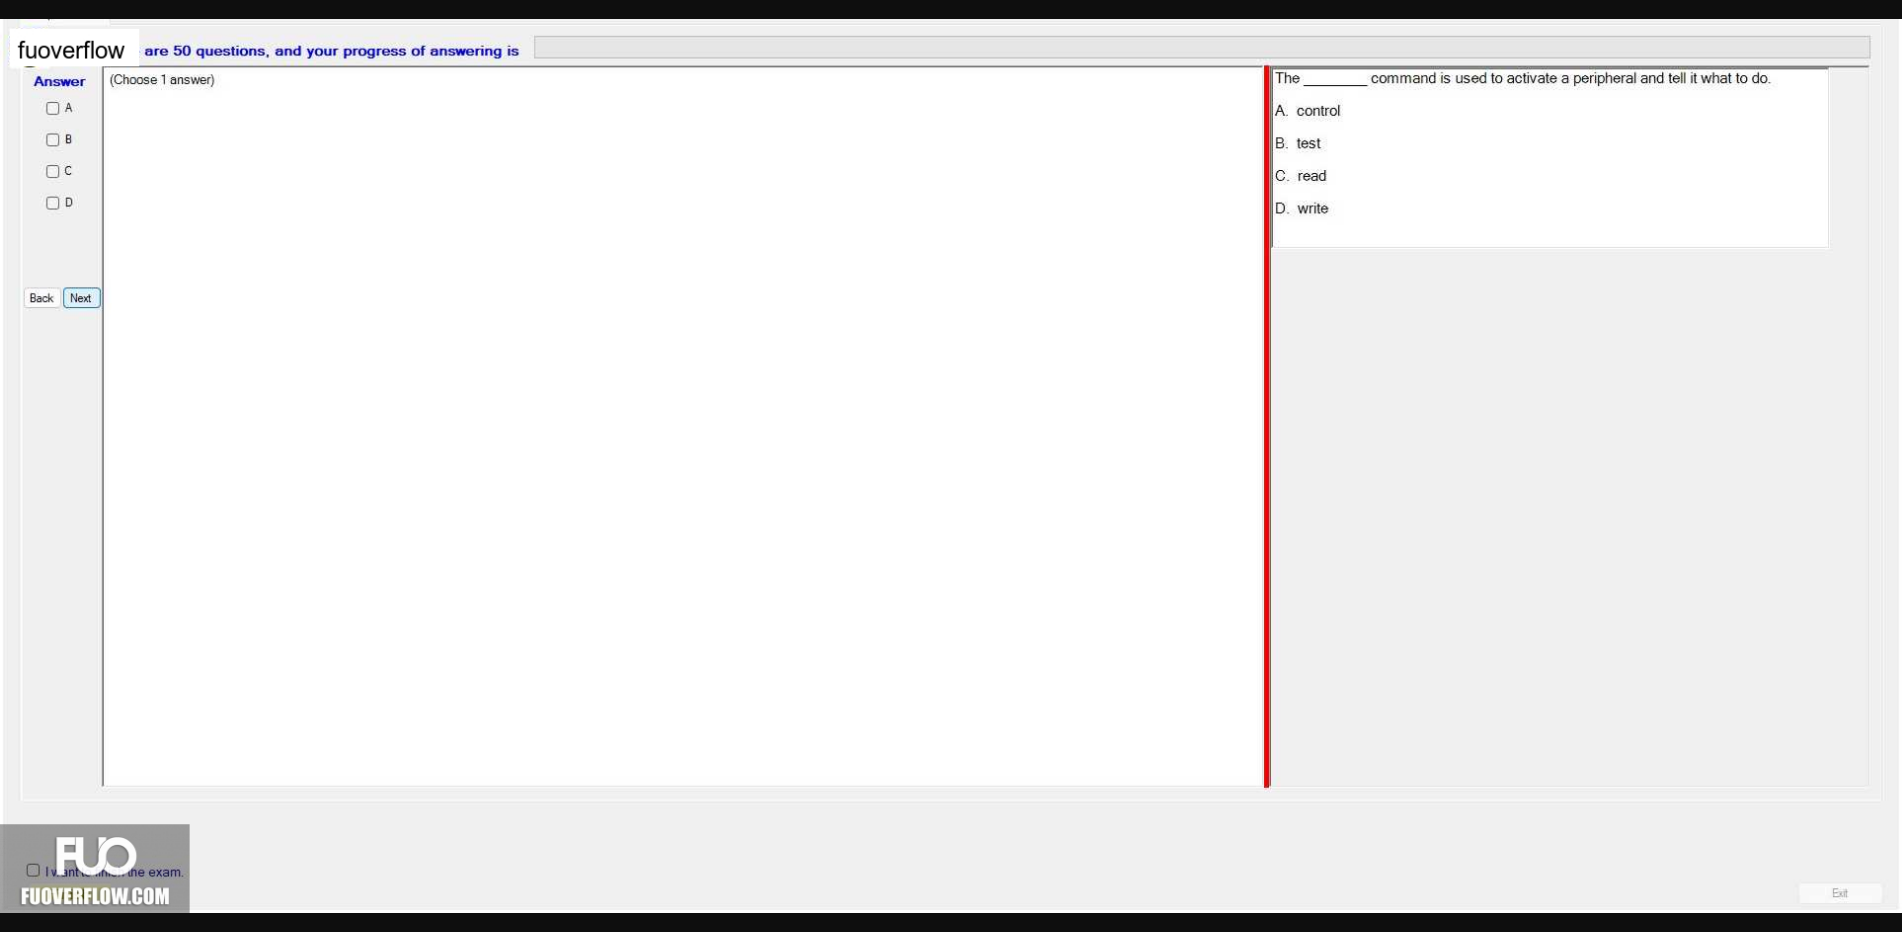 fuoverflow are 50 questions, and your progress of answering is
Answer
(Choose 1 answer)
A
B
C
D
Back Next
The ________ command is used to activate a peripheral and tell it what to do.
A. control
B. test
C. read
D. write
FUO
the exam.
FUOVERFLOW.COM
Exit